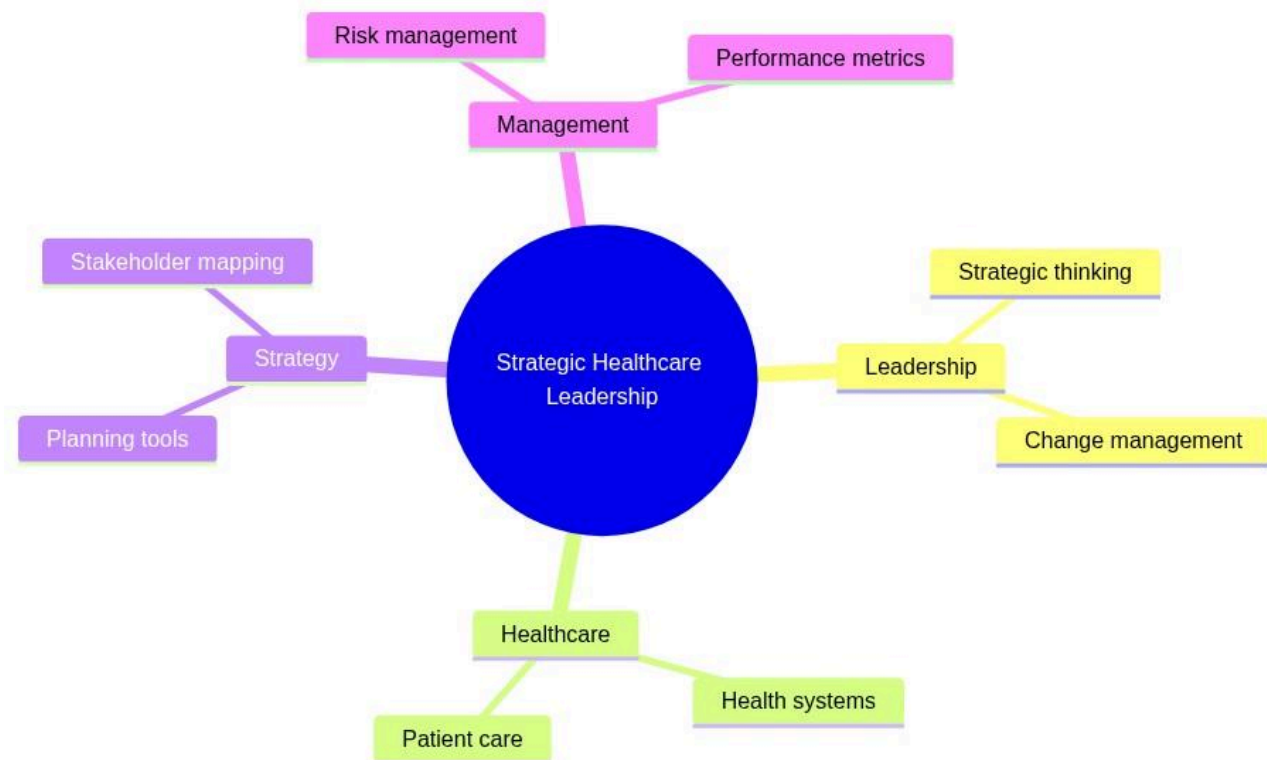 Risk management
Performance metrics
Management
Stakeholder mapping
Strategic thinking
Strategy
Strategic Healthcare
Leadership
Leadership
Planning tools
Change management
Healthcare
Health systems
Patient care